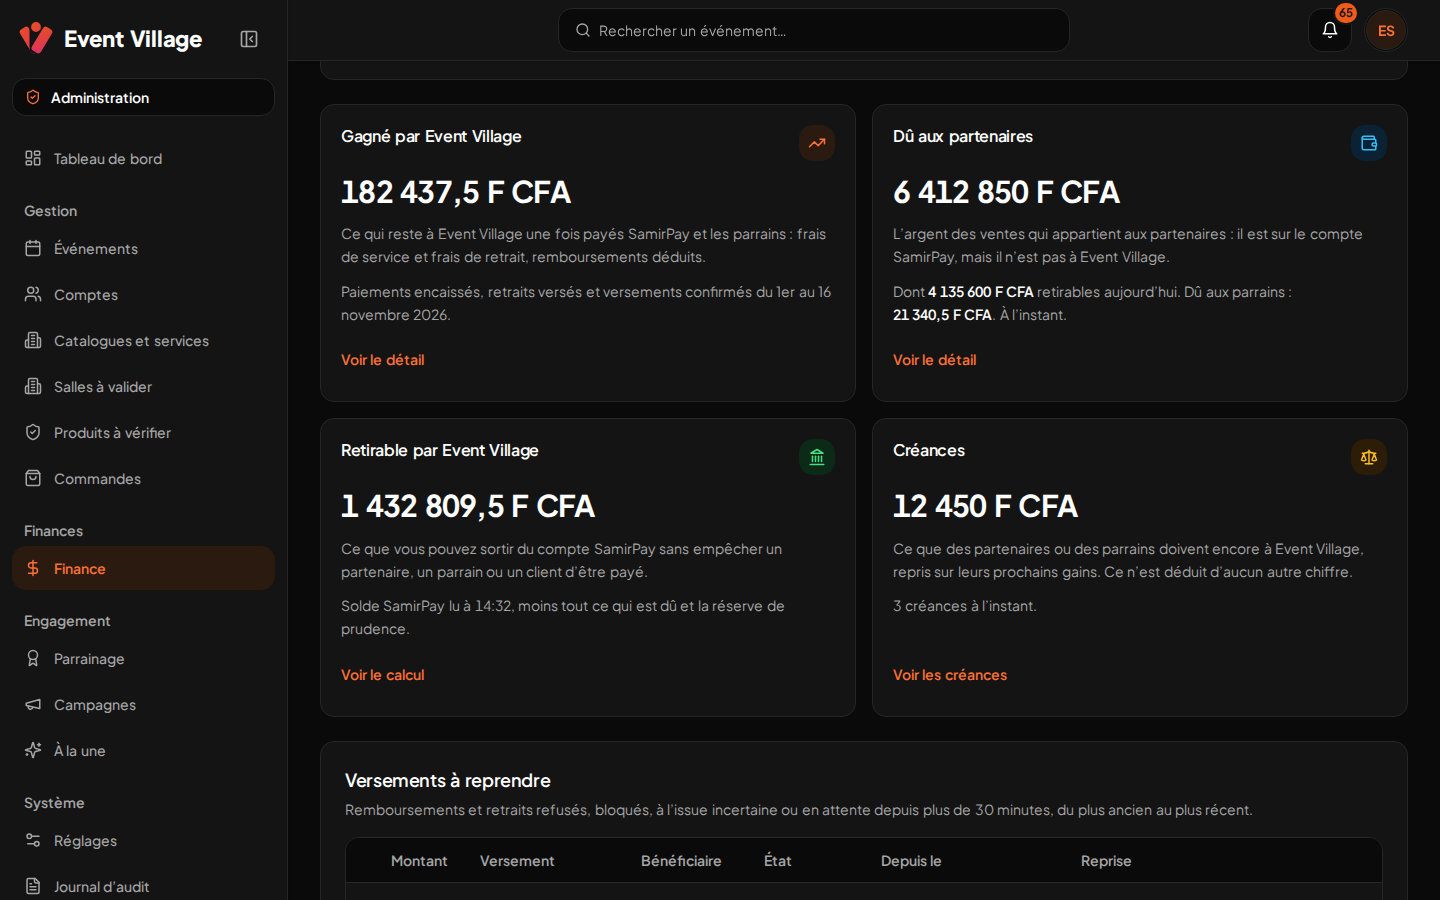 Event Village
Rechercher un événement...
65
ES
Administration
Tableau de bord
Gestion
Événements
Comptes
Catalogues et services
Salles à valider
Produits à vérifier
Commandes
Finances
Finance
Engagement
Parrainage
Campagnes
À la une
Système
Réglages
Journal d'audit
Gagné par Event Village
182 437,5 F CFA
Ce qui reste à Event Village une fois payés SamirPay et les parrains : frais
de service et frais de retrait, remboursements déduits.
Paiements encaissés, retraits versés et versements confirmés du 1er au 16
novembre 2026.
Voir le détail
Dû aux partenaires
6 412 850 F CFA
L'argent des ventes qui appartient aux partenaires : il est sur le compte
SamirPay, mais il n'est pas à Event Village.
Dont 4 135 600 F CFA retirables aujourd'hui. Dû aux parrains :
21 340,5 F CFA. À l'instant.
Voir le détail
Retirable par Event Village
1 432 809,5 F CFA
Ce que vous pouvez sortir du compte SamirPay sans empêcher un
partenaire, un parrain ou un client d'être payé.
Solde SamirPay lu à 14:32, moins tout ce qui est dû et la réserve de
prudence.
Voir le calcul
Créances
12 450 F CFA
Ce que des partenaires ou des parrains doivent encore à Event Village,
repris sur leurs prochains gains. Ce n'est déduit d'aucun autre chiffre.
3 créances à l'instant.
Voir les créances
Versements à reprendre
Remboursements et retraits refusés, bloqués, à l'issue incertaine ou en attente depuis plus de 30 minutes, du plus ancien au plus récent.
Montant Versement Bénéficiaire État Depuis le Reprise